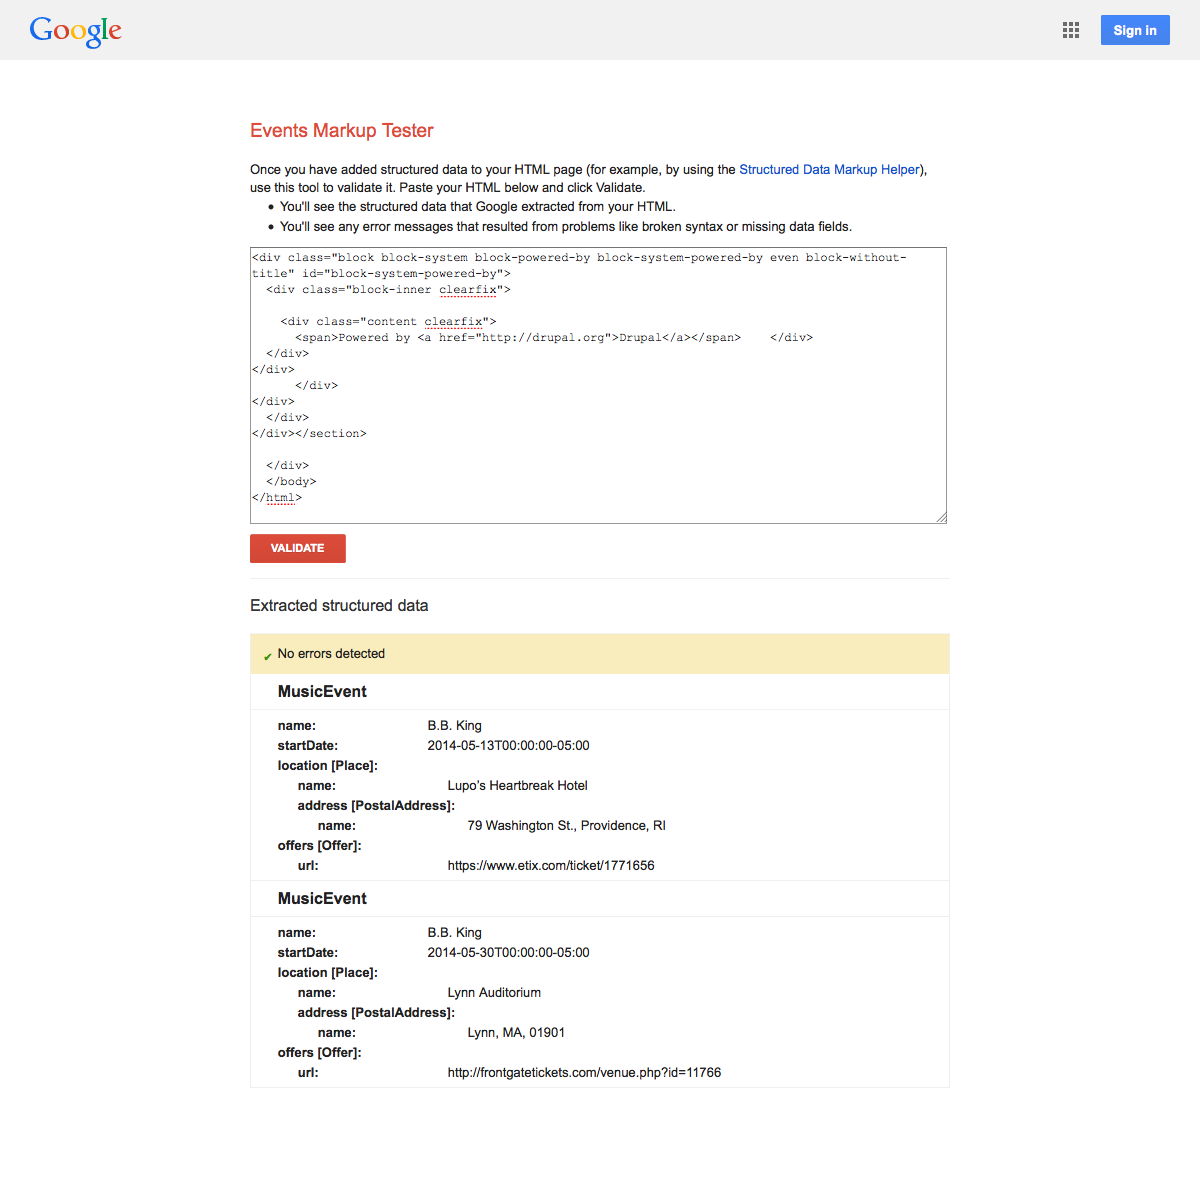 Google
Sign in
Events Markup Tester
Once you have added structured data to your HTML page (for example, by using the Structured Data Markup Helper),
use this tool to validate it. Paste your HTML below and click Validate.
• You'll see the structured data that Google extracted from your HTML.
• You'll see any error messages that resulted from problems like broken syntax or missing data fields.
<div class="block block-system block-powered-by block-system-powered-by even block-without-
title" id="block-system-powered-by">
<div class="block-inner clearfix">
<div class="content clearfix">
<span>Powered by <a href="http://drupal.org">Drupal</a></span> </div>
</div>
</div>
</div>
</div>
</div>
</div></section>
</div>
</body>
</html>
VALIDATE
Extracted structured data
✔ No errors detected
MusicEvent
name: B.B. King
startDate: 2014-05-13T00:00:00-05:00
location [Place]:
name: Lupo’s Heartbreak Hotel
address [PostalAddress]:
name: 79 Washington St., Providence, RI
offers [Offer]:
url: https://www.etix.com/ticket/1771656
MusicEvent
name: B.B. King
startDate: 2014-05-30T00:00:00-05:00
location [Place]:
name: Lynn Auditorium
address [PostalAddress]:
name: Lynn, MA, 01901
offers [Offer]:
url: http://frontgatetickets.com/venue.php?id=11766